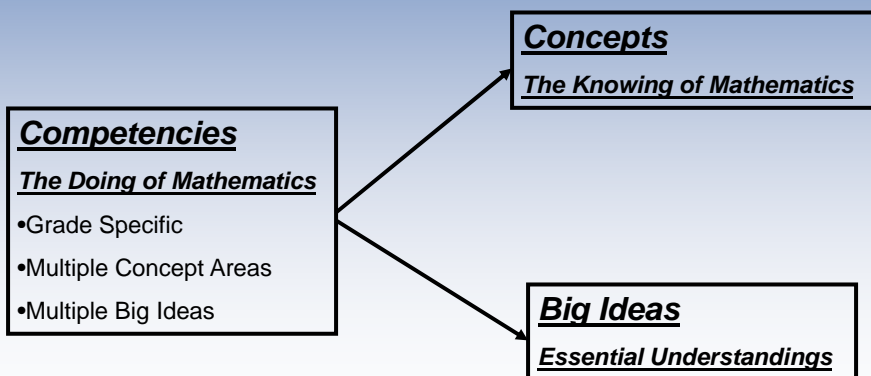 Concepts
The Knowing of Mathematics
Competencies
The Doing of Mathematics
•Grade Specific
•Multiple Concept Areas
•Multiple Big Ideas
Big Ideas
Essential Understandings